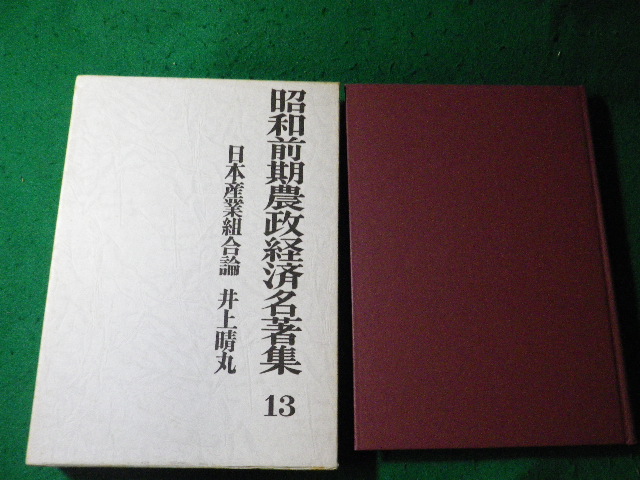 昭和前期農政経済名著集 13
日本産業組合論 井上晴丸